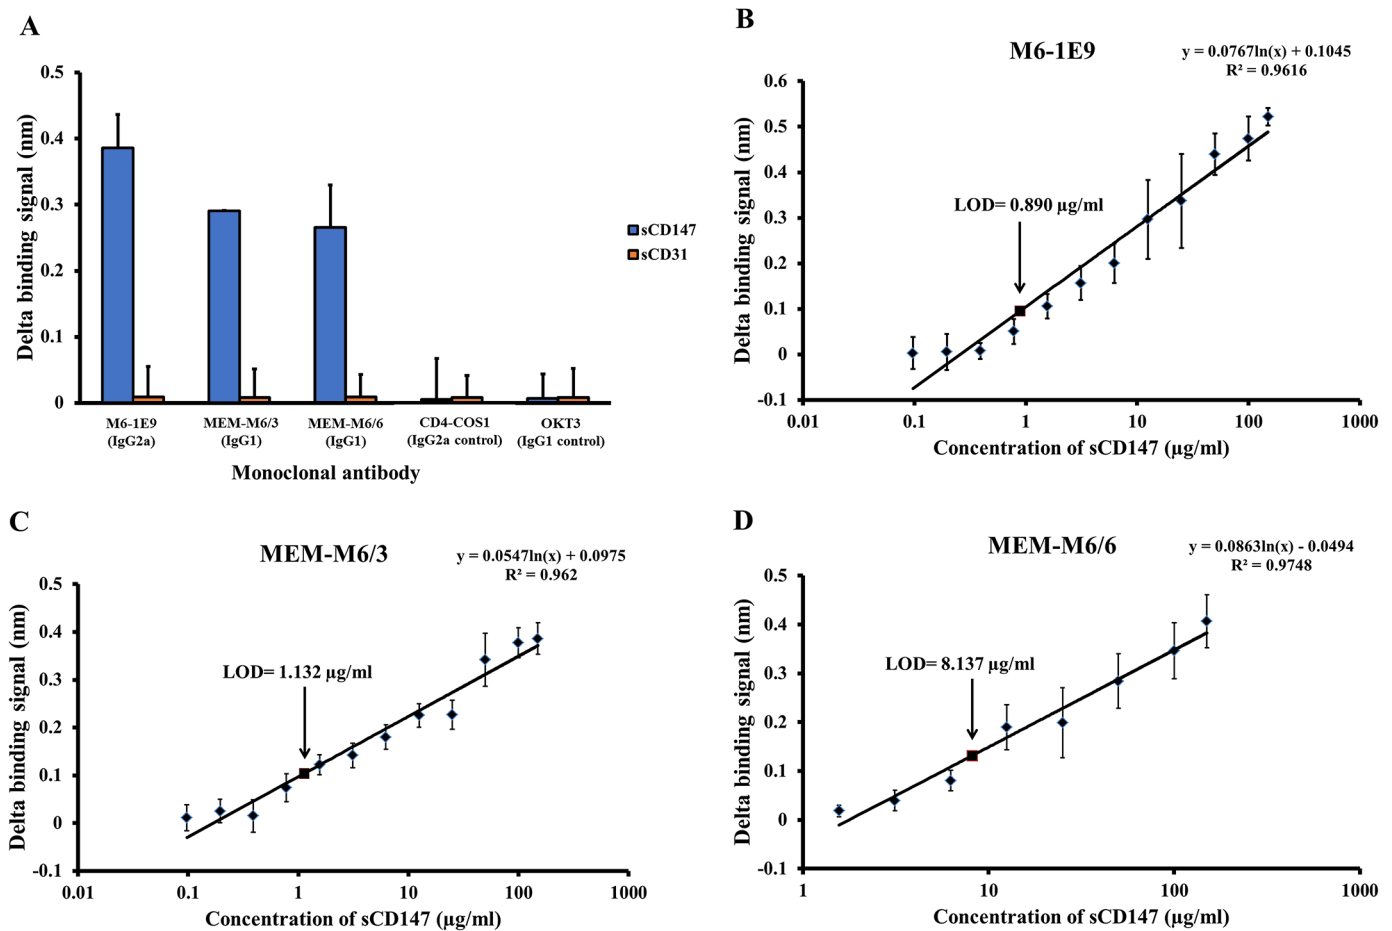 A
Delta binding signal (nm)
0.5
0.4
0.3
0.2
0.1
0
M6-1E9
(IgG2a)
MEM-M6/3
(IgG1)
MEM-M6/6
(IgG1)
CD4-COS1
(IgG2a control)
OKT3
(IgG1 control)
Monoclonal antibody
sCD147
sCD31
B
M6-1E9
y = 0.0767ln(x) + 0.1045
R² = 0.9616
Delta binding signal (nm)
0.6
0.5
0.4
0.3
0.2
0.1
0
-0.1
LOD= 0.890 µg/ml
0.01
0.1
1
10
100
1000
Concentration of sCD147 (µg/ml)
C
MEM-M6/3
y = 0.0547ln(x) + 0.0975
R² = 0.962
Delta binding signal (nm)
0.5
0.4
0.3
0.2
0.1
0
-0.1
LOD= 1.132 µg/ml
0.01
0.1
1
10
100
1000
Concentration of sCD147 (µg/ml)
D
MEM-M6/6
y = 0.0863ln(x) - 0.0494
R² = 0.9748
Delta binding signal (nm)
0.5
0.4
0.3
0.2
0.1
0
-0.1
LOD= 8.137 µg/ml
1
10
100
1000
Concentration of sCD147 (µg/ml)